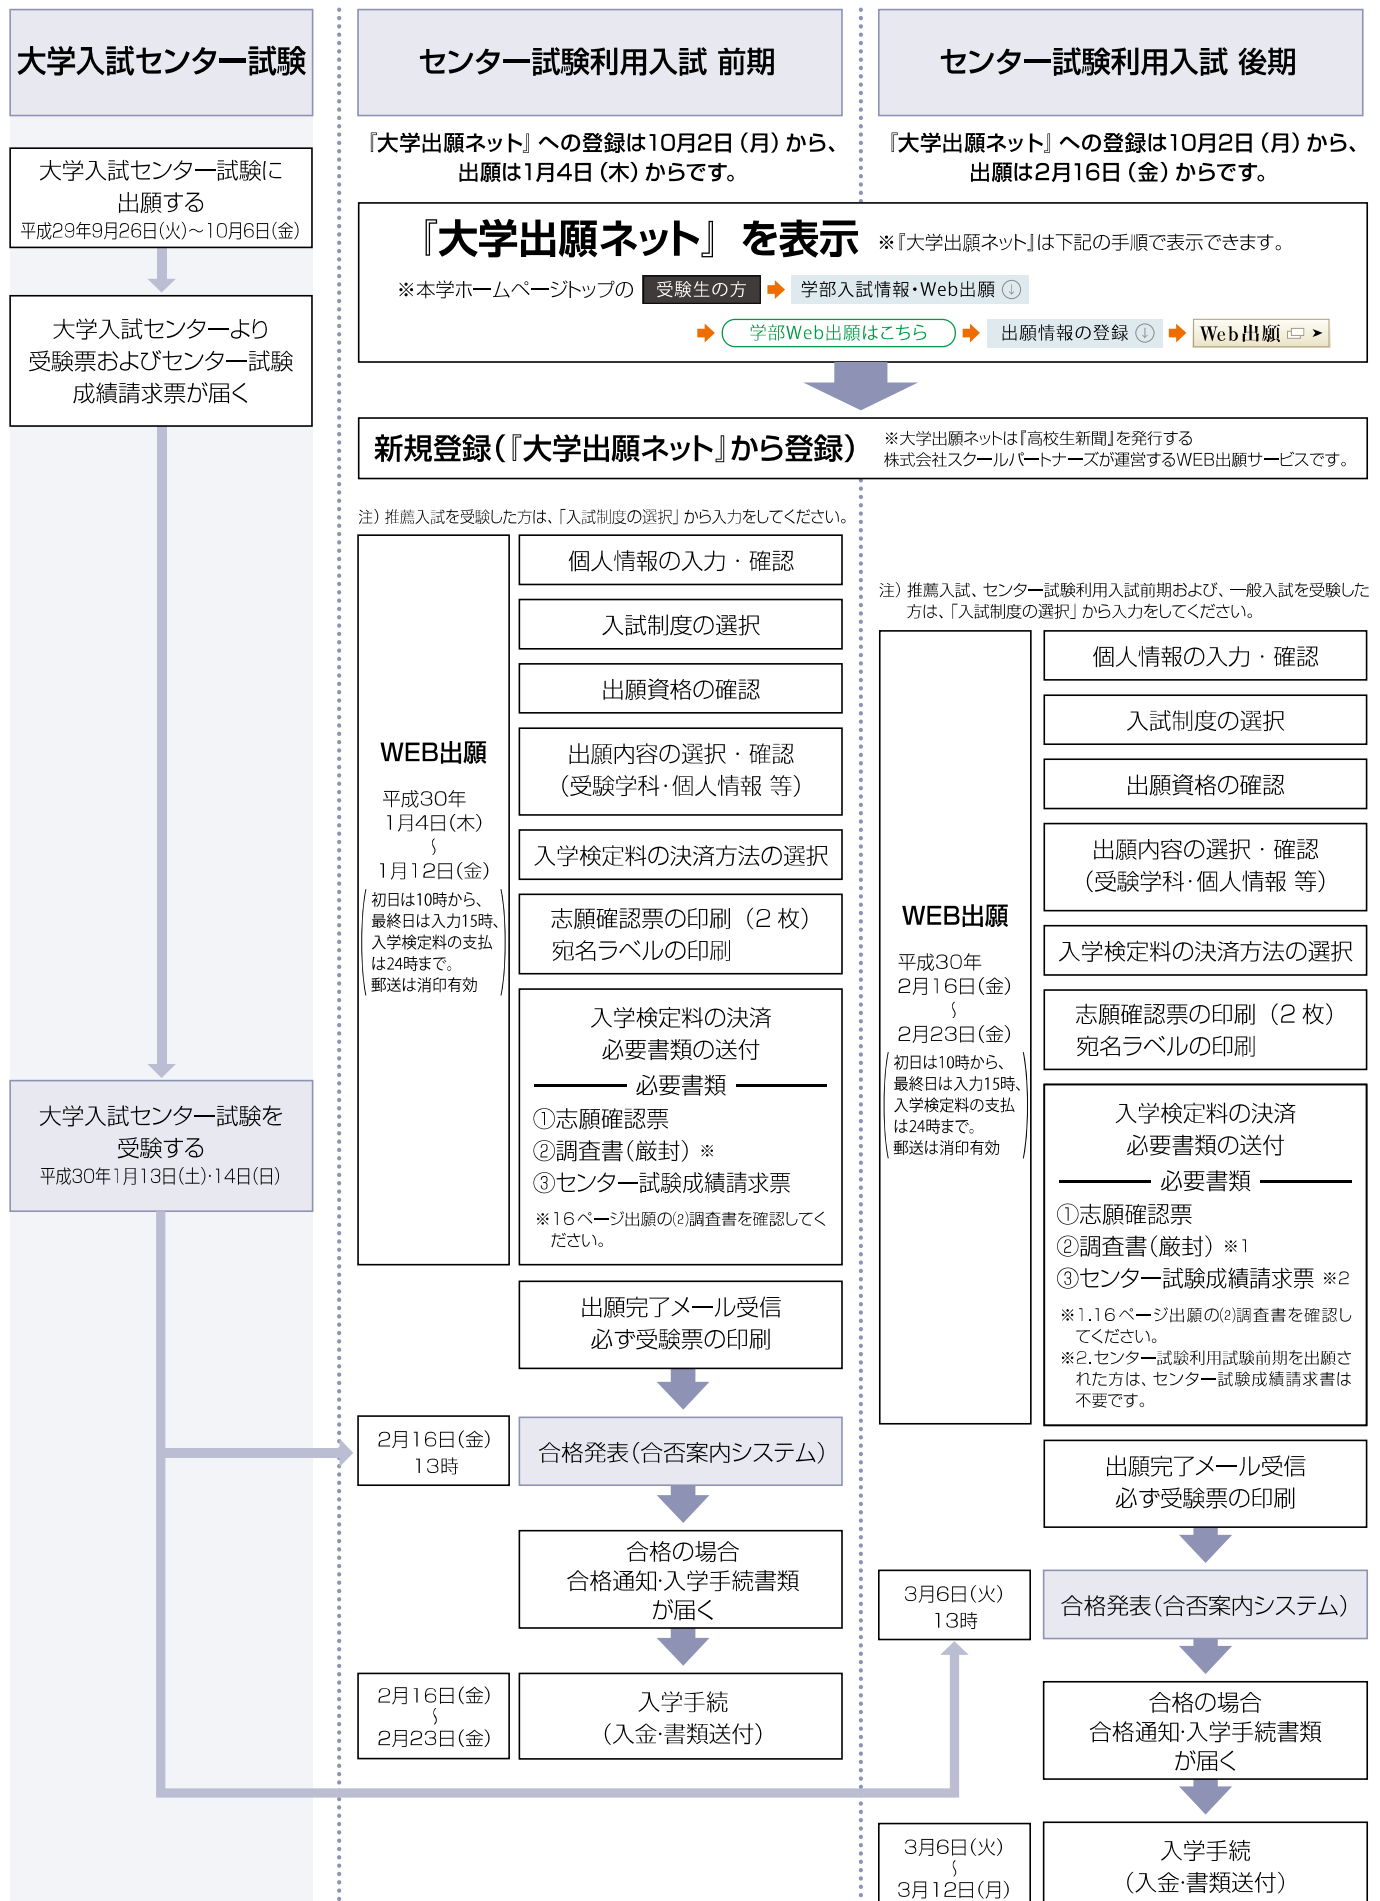 大学入試センター試験
大学入試センター試験に
出願する
平成29年9月26日(火)～10月6日(金)
大学入試センターより
受験票およびセンター試験
成績請求票が届く
大学入試センター試験を
受験する
平成30年1月13日(土)･14日(日)
センター試験利用入試 前期
『大学出願ネット』への登録は10月2日（月）から、
出願は1月4日（木）からです。
センター試験利用入試 後期
『大学出願ネット』への登録は10月2日（月）から、
出願は2月16日（金）からです。
『大学出願ネット』を表示 ※『大学出願ネット』は下記の手順で表示できます。
※本学ホームページトップの 受験生の方 学部入試情報・Web出願
学部Web出願はこちら 出願情報の登録 Web出願
新規登録（『大学出願ネット』から登録）
※大学出願ネットは『高校生新聞』を発行する
株式会社スクールパートナーズが運営するWEB出願サービスです。
注）推薦入試を受験した方は、「入試制度の選択」から入力をしてください。
WEB出願
平成30年
1月4日(木)
～
1月12日(金)
初日は10時から、
最終日は入力15時、
入学検定料の支払
は24時まで。
郵送は消印有効
個人情報の入力・確認
入試制度の選択
出願資格の確認
出願内容の選択・確認
（受験学科・個人情報 等）
入学検定料の決済方法の選択
志願確認票の印刷（2 枚）
宛名ラベルの印刷
入学検定料の決済
必要書類の送付
必要書類
①志願確認票
②調査書（厳封）※
③センター試験成績請求票
※16ページ出願の⑵調査書を確認してく
ださい。
出願完了メール受信
必ず受験票の印刷
2月16日(金)
13時
合格発表（合否案内システム）
合格の場合
合格通知･入学手続書類
が届く
2月16日(金)
～
2月23日(金)
入学手続
（入金･書類送付）
注）推薦入試、センター試験利用入試前期および、一般入試を受験した
方は、「入試制度の選択」から入力をしてください。
WEB出願
平成30年
2月16日(金)
～
2月23日(金)
初日は10時から、
最終日は入力15時、
入学検定料の支払
は24時まで。
郵送は消印有効
個人情報の入力・確認
入試制度の選択
出願資格の確認
出願内容の選択・確認
（受験学科・個人情報 等）
入学検定料の決済方法の選択
志願確認票の印刷（2 枚）
宛名ラベルの印刷
入学検定料の決済
必要書類の送付
必要書類
①志願確認票
②調査書（厳封）※1
③センター試験成績請求票 ※2
※1.16ページ出願の⑵調査書を確認し
てください。
※2.センター試験利用試験前期を出願さ
れた方は、センター試験成績請求書は
不要です。
出願完了メール受信
必ず受験票の印刷
3月6日(火)
13時
合格発表（合否案内システム）
合格の場合
合格通知･入学手続書類
が届く
3月6日(火)
～
3月12日(月)
入学手続
（入金･書類送付）